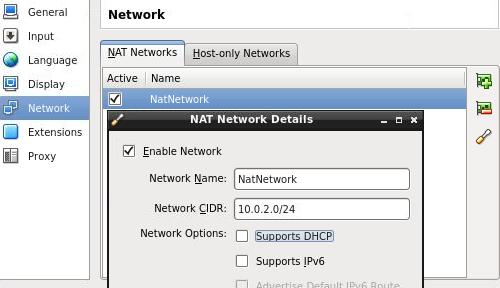 General
Input
Language
Display
Network
Extensions
Proxy
Network
NAT Networks Host-only Networks
Active Name
NatNetwork
NAT Network Details
Enable Network
Network Name: NatNetwork
Network CIDR: 10.0.2.0/24
Network Options: Supports DHCP
Supports IPv6
Advertise Default IPv6 Route